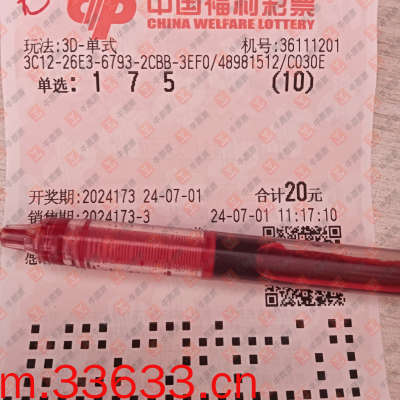 中国福利彩票
CHINA WELFARE LOTTERY
玩法:3D-单式 机号:36111201
3C12-26E3-6793-2CBB-3EF0/48981512/C030E
单选: 1 7 5 (10)
开奖期:2024173 24-07-01 合计20元
销售期:2024173-3 24-07-01 11:17:10
m.33633.cn